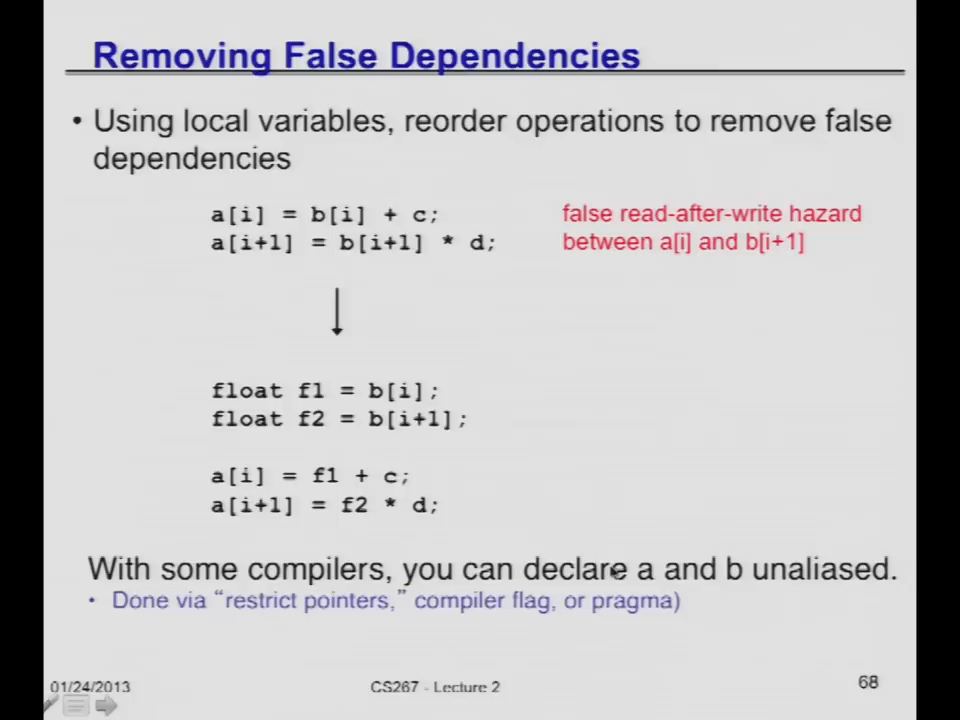 Removing False Dependencies
• Using local variables, reorder operations to remove false
dependencies
a[i] = b[i] + c;
a[i+1] = b[i+1] * d;
false read-after-write hazard
between a[i] and b[i+1]
float f1 = b[i];
float f2 = b[i+1];
a[i] = f1 + c;
a[i+1] = f2 * d;
With some compilers, you can declare a and b unaliased.
• Done via “restrict pointers,” compiler flag, or pragma)
01/24/2013
CS267 - Lecture 2
68